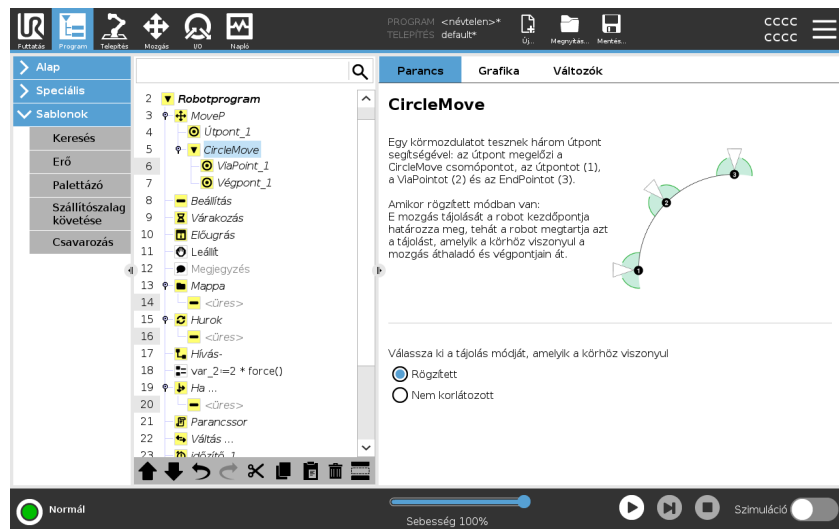 PROGRAM <névtelen>*
TELEPÍTÉS default*
CCCC
CCCC
Futtatás Program Telepítés Mozgás I/O Napló Új... Megnyitás... Mentés...
Alap
Speciális
Sablonok
Keresés
Erő
Palettázó
Szállítószalag
követése
Csavarozás
2 Robotprogram
3 MoveP
4 Útpont_1
5 CircleMove
6 ViaPoint_1
7 Végpont_1
8 Beállítás
9 Várakozás
10 Előugrás
11 Leállít
12 Megjegyzés
13 Mappa
14 <üres>
15 Hurok
16 <üres>
17 Hívás-
18 var_2:=2 * force()
19 Ha ...
20 <üres>
21 Parancssor
22 Váltás ...
23 időzítő_1
Parancs Grafika Változók
CircleMove
Egy körmozdulatot tesznek három útpont
segítségével: az útpont megelőzi a
CircleMove csomópontot, az útpontot (1),
a ViaPointot (2) és az EndPointot (3).
Amikor rögzített módban van:
E mozgás tájolását a robot kezdőpontja
határozza meg, tehát a robot megtartja azt
a tájolást, amelyik a körhöz viszonyul a
mozgás áthaladó és végpontjain át.
3
2
1
Válassza ki a tájolás módját, amelyik a körhöz viszonyul
Rögzített
Nem korlátozott
Normál
Sebesség 100%
Szimuláció